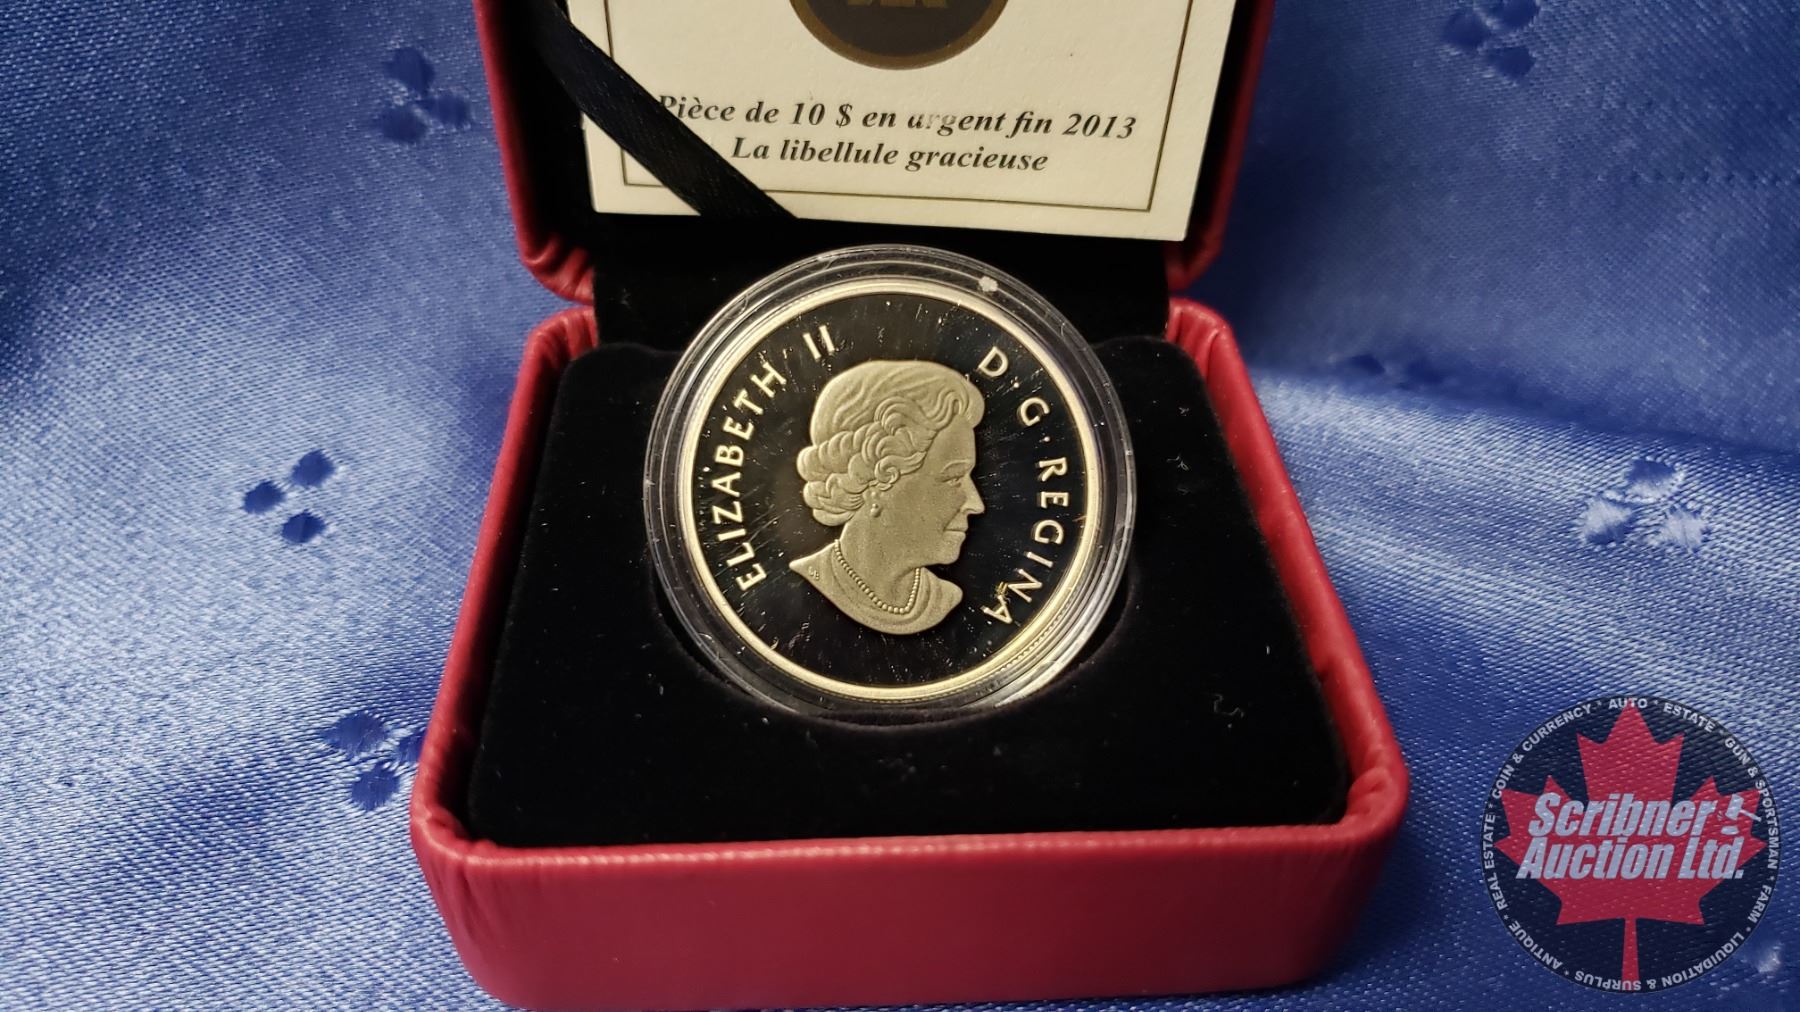 Pièce de 10 $ en argent fin 2013
La libellule gracieuse
ELIZABETH II D·G·REGINA
SB
Scribner
Auction Ltd.
ANTIQUE * REAL ESTATE * COIN & CURRENCY * AUTO * ESTATE * GUN & SPORTSMAN * FARM * LIQUIDATION & SURPLUS *